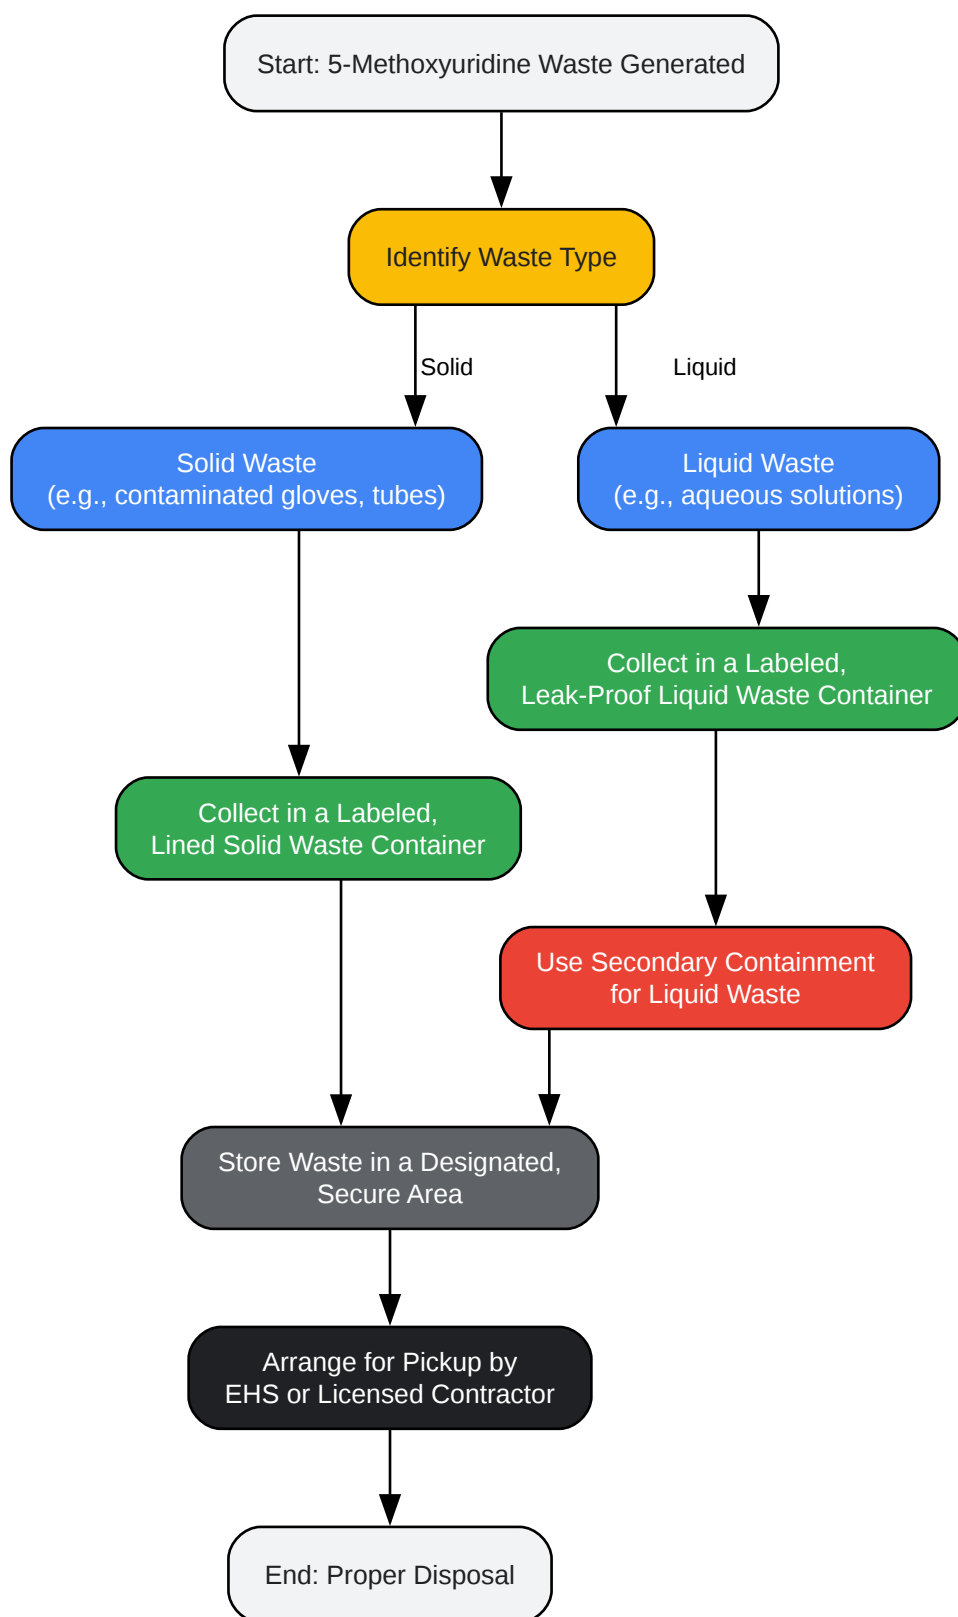 Start: 5-Methoxyuridine Waste Generated
Identify Waste Type
Solid
Liquid
Solid Waste
(e.g., contaminated gloves, tubes)
Liquid Waste
(e.g., aqueous solutions)
Collect in a Labeled,
Leak-Proof Liquid Waste Container
Collect in a Labeled,
Lined Solid Waste Container
Use Secondary Containment
for Liquid Waste
Store Waste in a Designated,
Secure Area
Arrange for Pickup by
EHS or Licensed Contractor
End: Proper Disposal